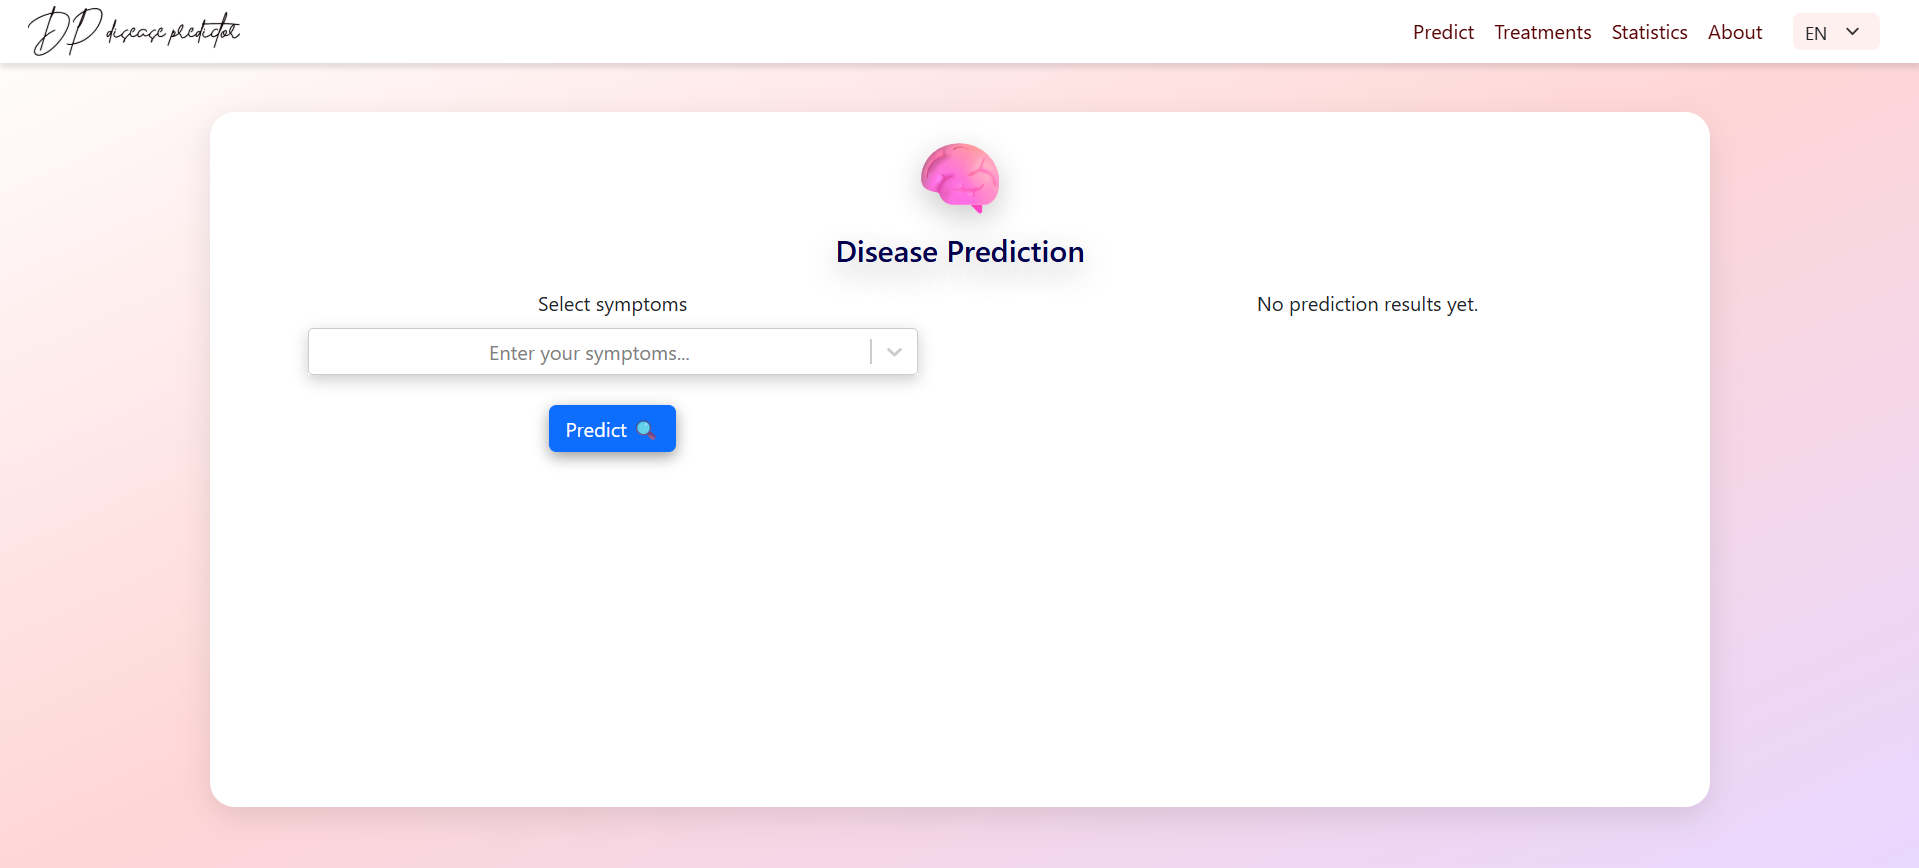 DP disease predictor
Predict Treatments Statistics About EN
Disease Prediction
Select symptoms
Enter your symptoms...
Predict
No prediction results yet.